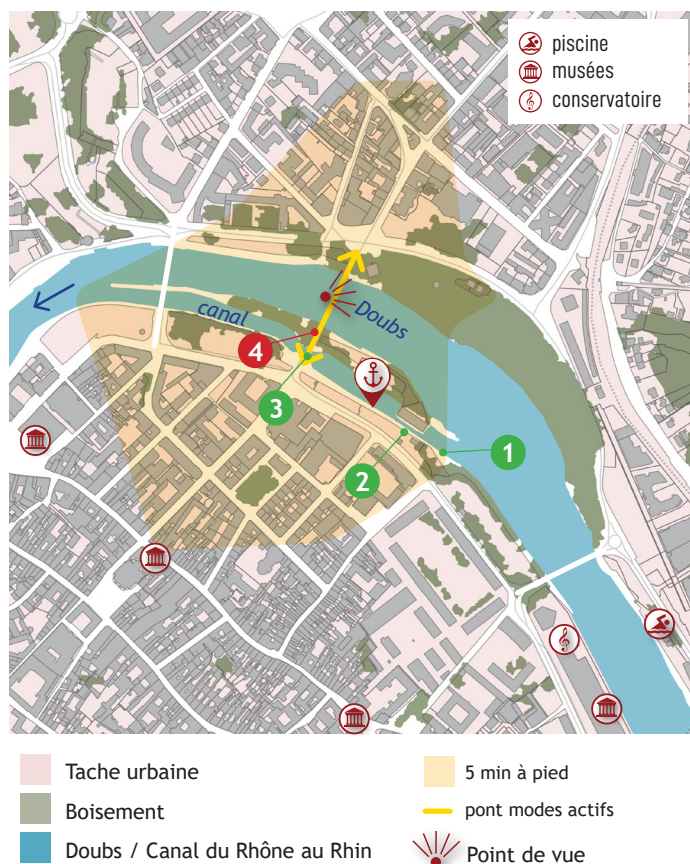 piscine
musées
conservatoire
canal
Doubs
4
3
1
2
Tache urbaine
5 min à pied
Boisement
pont modes actifs
Doubs / Canal du Rhône au Rhin
Point de vue